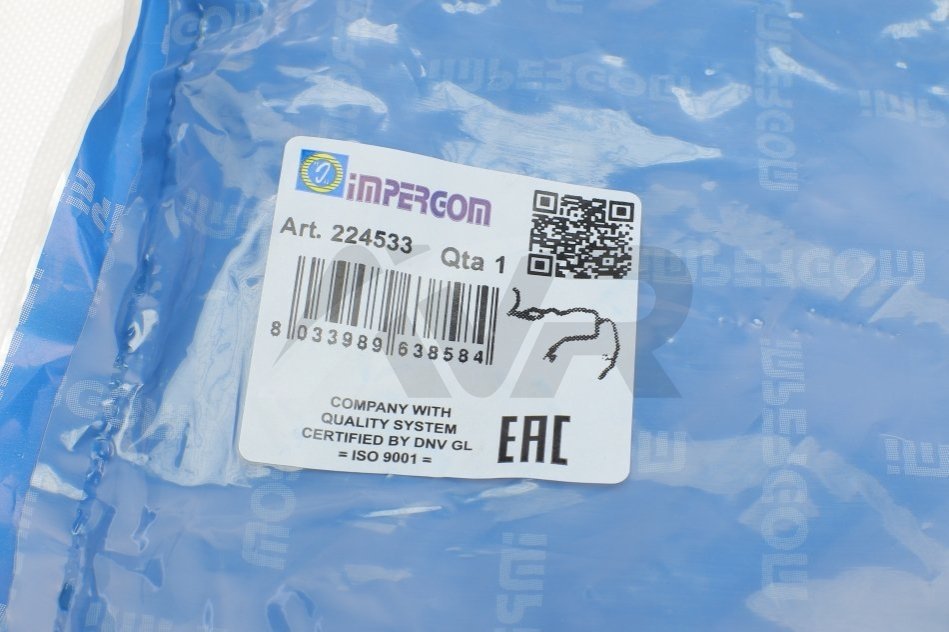 IMPERGOM
Art. 224533
Qta 1
8 033989 638584
COMPANY WITH
QUALITY SYSTEM
CERTIFIED BY DNV GL
= ISO 9001 =
EAC